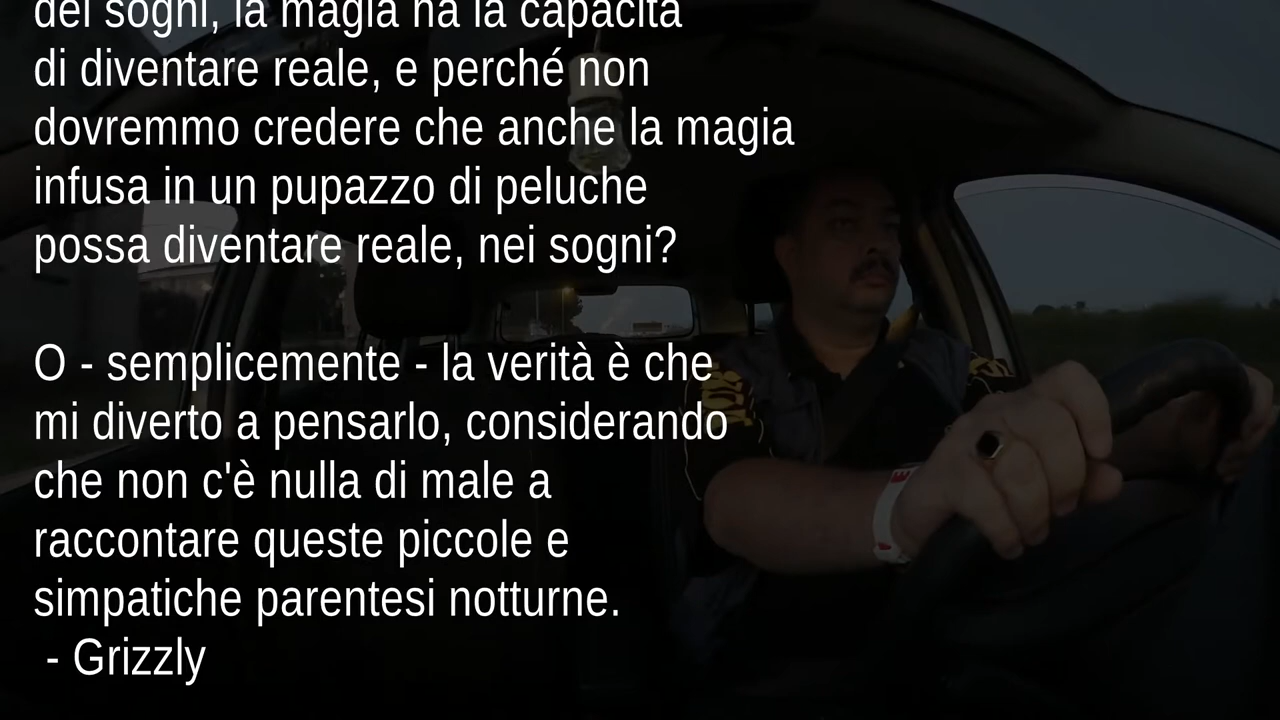 dei sogni, la magia ha la capacità
di diventare reale, e perché non
dovremmo credere che anche la magia
infusa in un pupazzo di peluche
possa diventare reale, nei sogni?
O - semplicemente - la verità è che
mi diverto a pensarlo, considerando
che non c'è nulla di male a
raccontare queste piccole e
simpatiche parentesi notturne.
- Grizzly